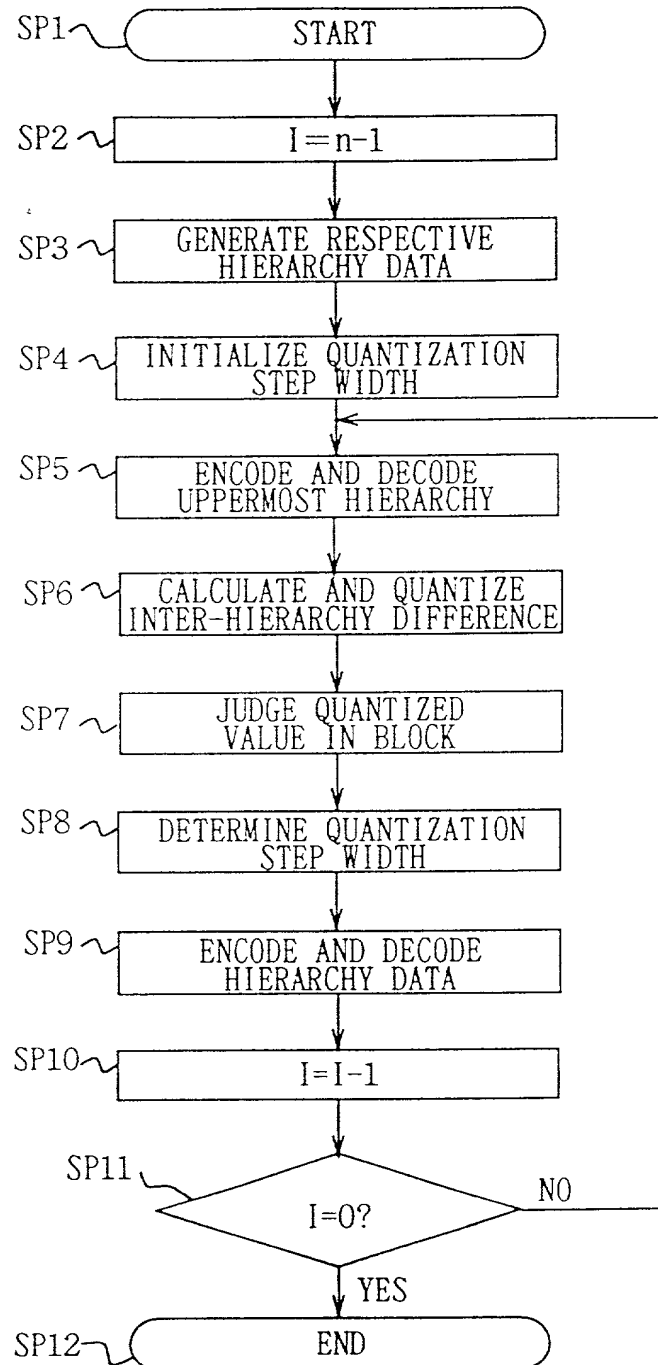 SP1
START
SP2
I=n-1
SP3
GENERATE RESPECTIVE
HIERARCHY DATA
SP4
INITIALIZE QUANTIZATION
STEP WIDTH
SP5
ENCODE AND DECODE
UPPERMOST HIERARCHY
SP6
CALCULATE AND QUANTIZE
INTER-HIERARCHY DIFFERENCE
SP7
JUDGE QUANTIZED
VALUE IN BLOCK
SP8
DETERMINE QUANTIZATION
STEP WIDTH
SP9
ENCODE AND DECODE
HIERARCHY DATA
SP10
I=I-1
SP11
I=0?
NO
YES
SP12
END